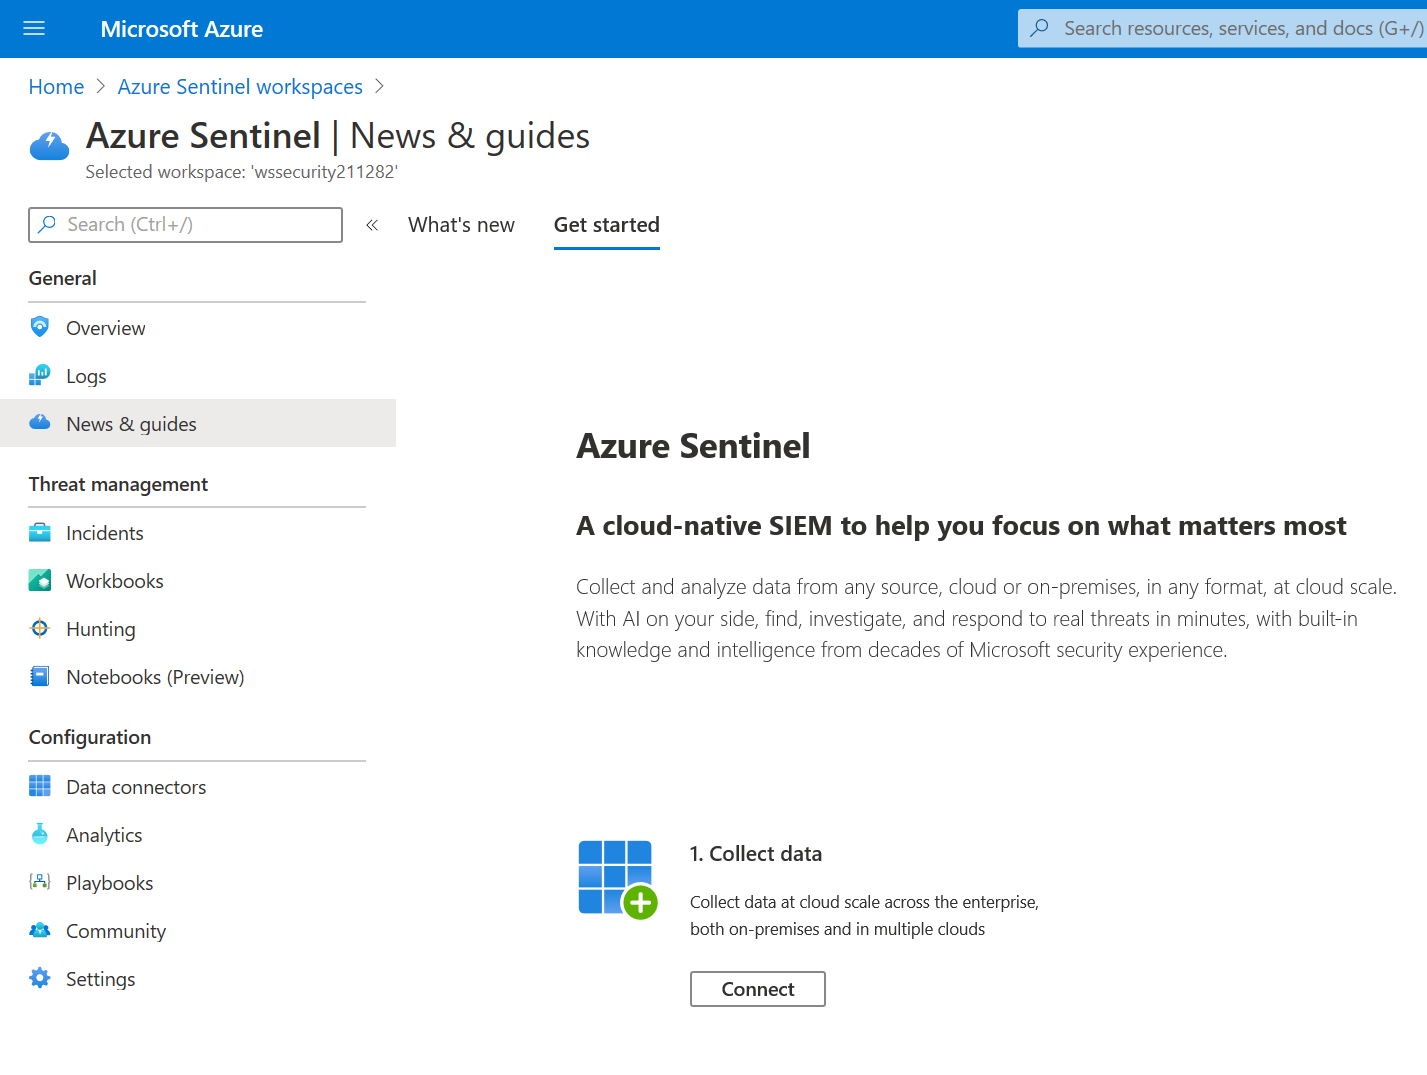 Microsoft Azure
Search resources, services, and docs (G+/)
Home > Azure Sentinel workspaces >
Azure Sentinel | News & guides
Selected workspace: 'wssecurity211282'
Search (Ctrl+/)
«
What's new
Get started
General
Overview
Logs
News & guides
Threat management
Incidents
Workbooks
Hunting
Notebooks (Preview)
Configuration
Data connectors
Analytics
Playbooks
Community
Settings
Azure Sentinel
A cloud-native SIEM to help you focus on what matters most
Collect and analyze data from any source, cloud or on-premises, in any format, at cloud scale.
With AI on your side, find, investigate, and respond to real threats in minutes, with built-in
knowledge and intelligence from decades of Microsoft security experience.
1. Collect data
Collect data at cloud scale across the enterprise,
both on-premises and in multiple clouds
Connect